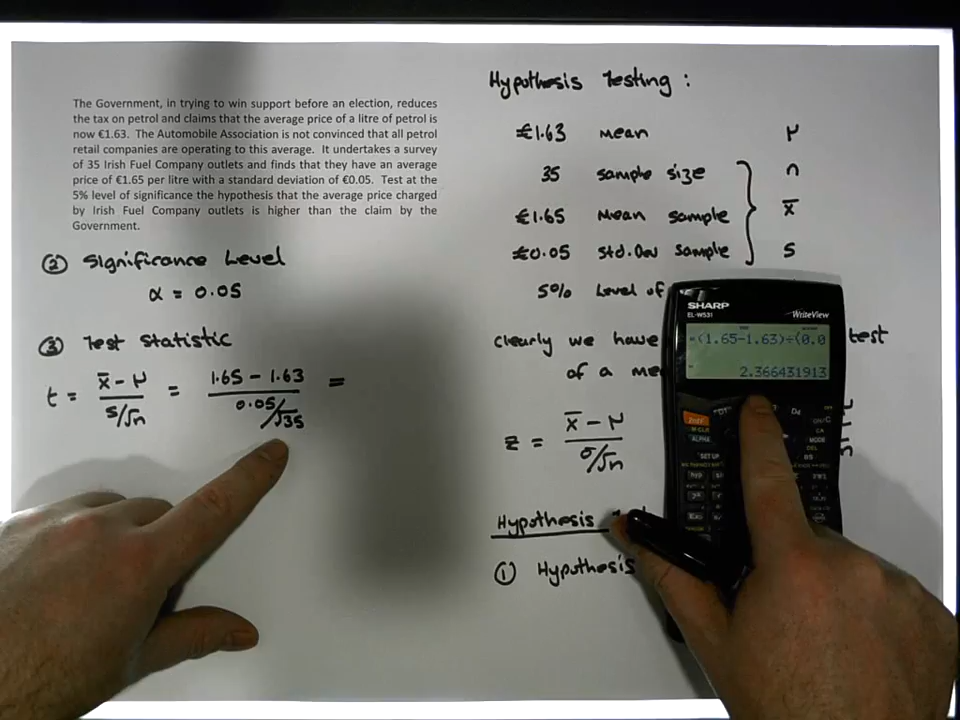 The Government, in trying to win support before an election, reduces
the tax on petrol and claims that the average price of a litre of petrol is
now €1.63. The Automobile Association is not convinced that all petrol
retail companies are operating to this average. It undertakes a survey
of 35 Irish Fuel Company outlets and finds that they have an average
price of €1.65 per litre with a standard deviation of €0.05. Test at the
5% level of significance the hypothesis that the average price charged
by Irish Fuel Company outlets is higher than the claim by the
Government.
② Significance Level
α = 0.05
③ Test Statistic
t = x̄ - μ / s/√n = 1.65 - 1.63 / 0.05/√35 =
Hypothesis Testing :
€1.63 mean μ
35 sample size n
€1.65 Mean sample x̄
€0.05 Std.Dev sample s
5% Level of
clearly we have test
of a
z = x̄ - μ / σ/√n
Hypothesis
① Hypothesis
SHARP
EL-W531 WriteView
(1.65-1.63)÷(0.0
2.366431913
ALPHA
MODE
SET UP